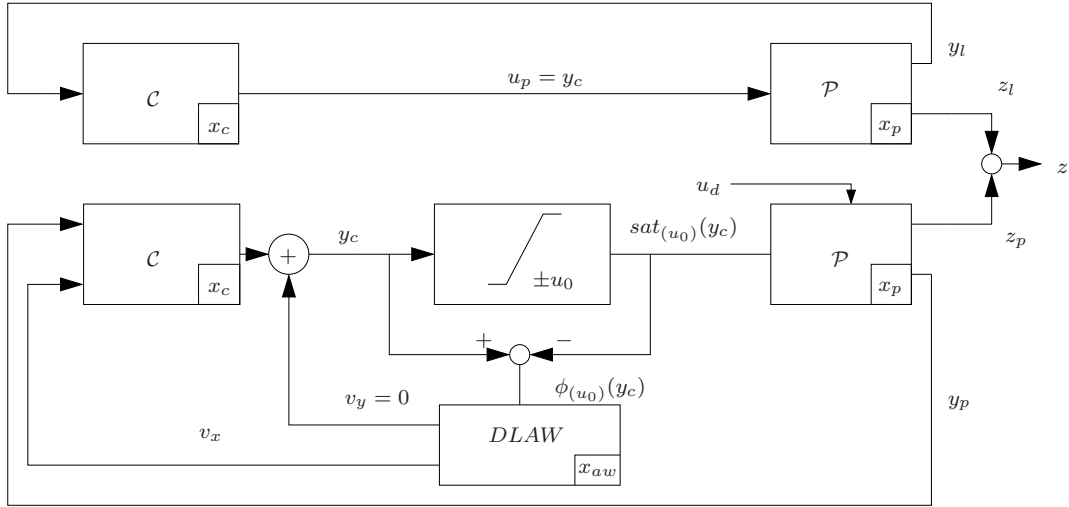 y_l
u_p = y_c
C
P
z_l
x_c
x_p
z
u_d
y_c
sat_(u_0)(y_c)
z_p
C
+
P
±u_0
x_c
x_p
+
−
ϕ_(u_0)(y_c)
v_y = 0
y_p
v_x
DLAW
x_aw